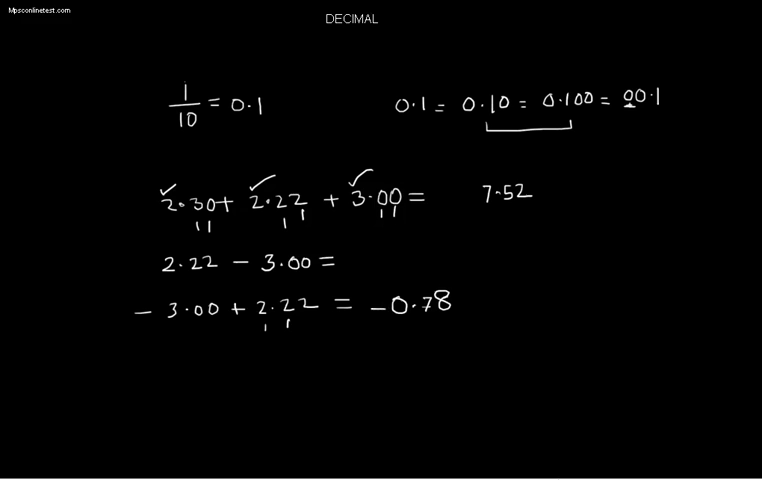 Mpsconlinetest.com
DECIMAL
1/10 = 0.1    0.1 = 0.10 = 0.100 = 00.1
2.30 + 2.22 + 3.00 =    7.52
2.22 - 3.00 =
- 3.00 + 2.22 = -0.78